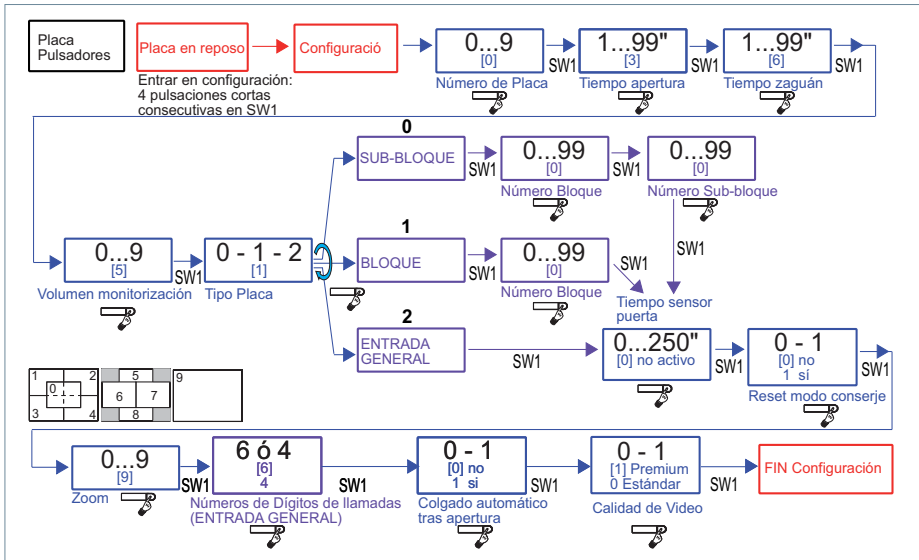 Placa
Pulsadores
Placa en reposo
Configuració
Entrar en configuración:
4 pulsaciones cortas
consecutivas en SW1
0...9
[0]
Número de Placa
SW1
1...99"
[3]
Tiempo apertura
SW1
1...99"
[6]
Tiempo zaguán
SW1
0...9
[5]
Volumen monitorización
SW1
0 - 1 - 2
[1]
Tipo Placa
0
SUB-BLOQUE
SW1
0...99
[0]
Número Bloque
SW1
0...99
[0]
Número Sub-bloque
SW1
1
BLOQUE
SW1
0...99
[0]
Número Bloque
SW1
Tiempo sensor
puerta
2
ENTRADA
GENERAL
SW1
0...250"
[0] no activo
SW1
0 - 1
[0] no
1 sí
Reset modo conserje
SW1
1 2
0
3 4
5
6 7
8
9
0...9
[9]
Zoom
SW1
6 ó 4
[6]
4
Números de Dígitos de llamadas
(ENTRADA GENERAL)
SW1
0 - 1
[0] no
1 si
Colgado automático
tras apertura
SW1
0 - 1
[1] Premium
0 Estándar
Calidad de Video
SW1
FIN Configuración